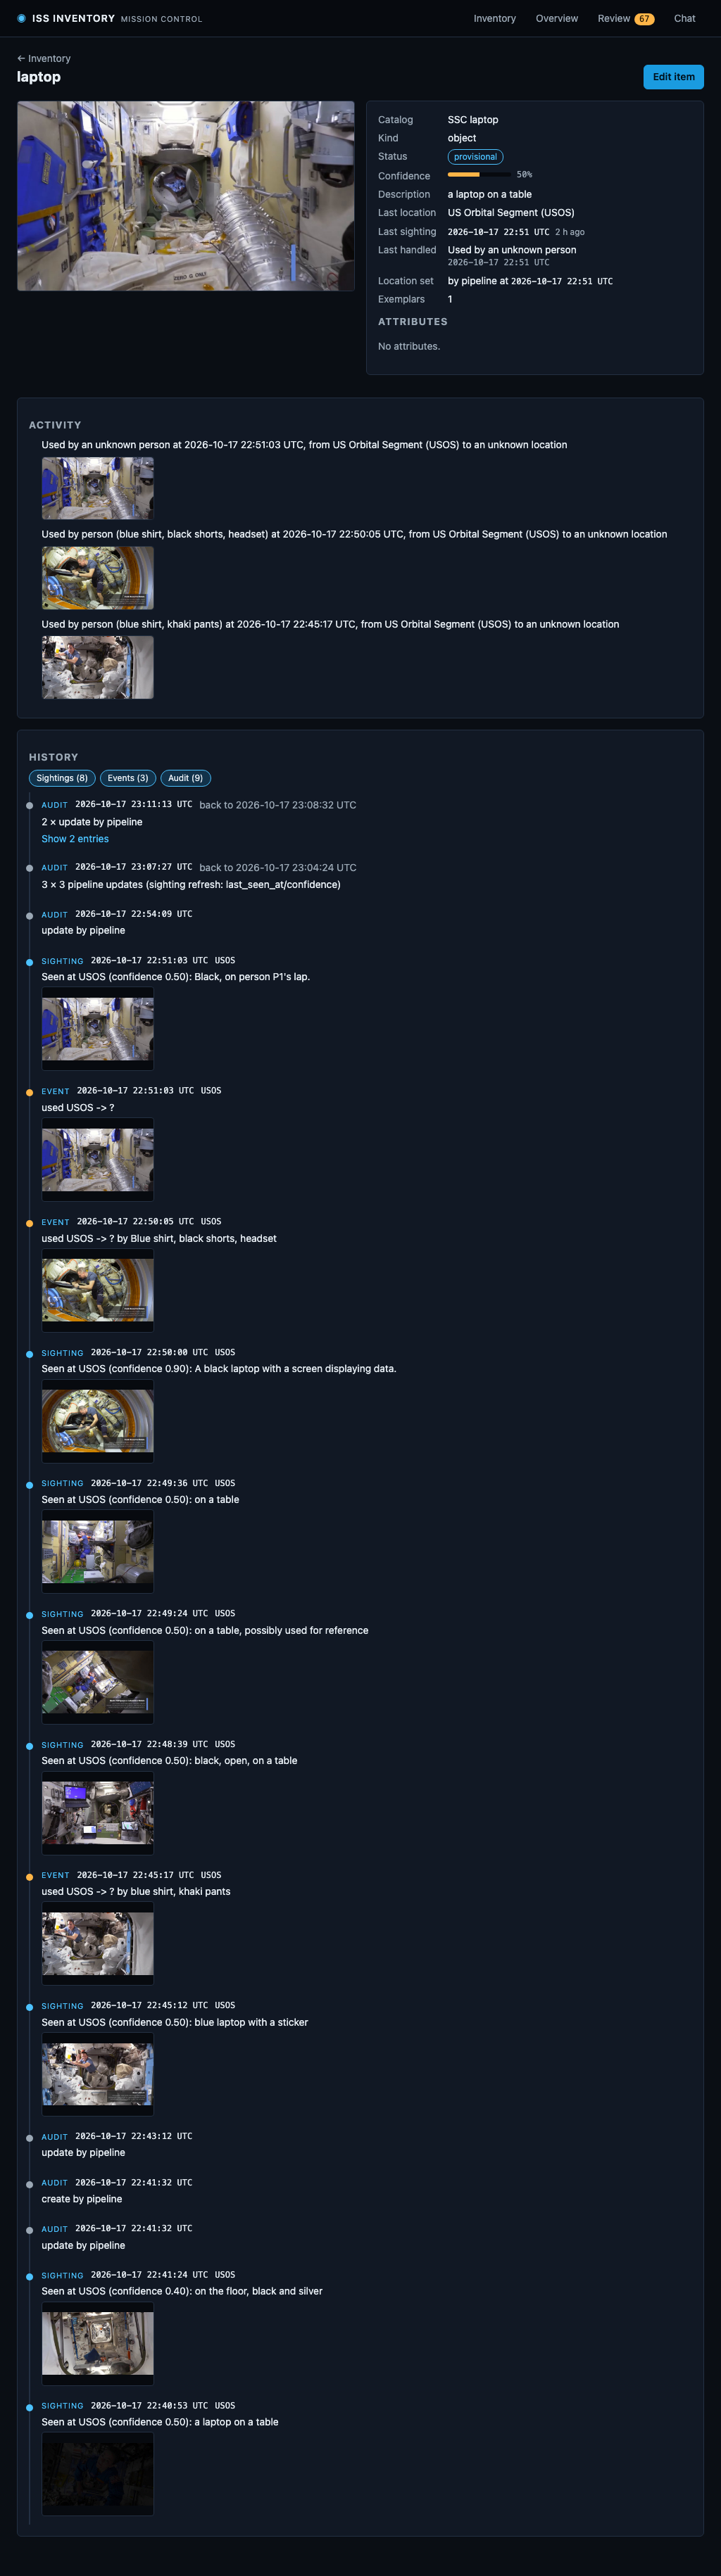 ISS INVENTORY MISSION CONTROL
Inventory Overview Review 67 Chat
← Inventory
laptop
Edit item
Catalog SSC laptop
Kind object
Status provisional
Confidence 50%
Description a laptop on a table
Last location US Orbital Segment (USOS)
Last sighting 2026-10-17 22:51 UTC 2 h ago
Last handled Used by an unknown person
2026-10-17 22:51 UTC
Location set by pipeline at 2026-10-17 22:51 UTC
Exemplars 1
ATTRIBUTES
No attributes.
ACTIVITY
Used by an unknown person at 2026-10-17 22:51:03 UTC, from US Orbital Segment (USOS) to an unknown location
Used by person (blue shirt, black shorts, headset) at 2026-10-17 22:50:05 UTC, from US Orbital Segment (USOS) to an unknown location
Used by person (blue shirt, khaki pants) at 2026-10-17 22:45:17 UTC, from US Orbital Segment (USOS) to an unknown location
HISTORY
Sightings (8) Events (3) Audit (9)
AUDIT 2026-10-17 23:11:13 UTC back to 2026-10-17 23:08:32 UTC
2 × update by pipeline
Show 2 entries
AUDIT 2026-10-17 23:07:27 UTC back to 2026-10-17 23:04:24 UTC
3 × 3 pipeline updates (sighting refresh: last_seen_at/confidence)
AUDIT 2026-10-17 22:54:09 UTC
update by pipeline
SIGHTING 2026-10-17 22:51:03 UTC USOS
Seen at USOS (confidence 0.50): Black, on person P1's lap.
EVENT 2026-10-17 22:51:03 UTC USOS
used USOS -> ?
EVENT 2026-10-17 22:50:05 UTC USOS
used USOS -> ? by Blue shirt, black shorts, headset
SIGHTING 2026-10-17 22:50:00 UTC USOS
Seen at USOS (confidence 0.90): A black laptop with a screen displaying data.
SIGHTING 2026-10-17 22:49:36 UTC USOS
Seen at USOS (confidence 0.50): on a table
SIGHTING 2026-10-17 22:49:24 UTC USOS
Seen at USOS (confidence 0.50): on a table, possibly used for reference
SIGHTING 2026-10-17 22:48:39 UTC USOS
Seen at USOS (confidence 0.50): black, open, on a table
EVENT 2026-10-17 22:45:17 UTC USOS
used USOS -> ? by blue shirt, khaki pants
SIGHTING 2026-10-17 22:45:12 UTC USOS
Seen at USOS (confidence 0.50): blue laptop with a sticker
AUDIT 2026-10-17 22:43:12 UTC
update by pipeline
AUDIT 2026-10-17 22:41:32 UTC
create by pipeline
AUDIT 2026-10-17 22:41:32 UTC
update by pipeline
SIGHTING 2026-10-17 22:41:24 UTC USOS
Seen at USOS (confidence 0.40): on the floor, black and silver
SIGHTING 2026-10-17 22:40:53 UTC USOS
Seen at USOS (confidence 0.50): a laptop on a table